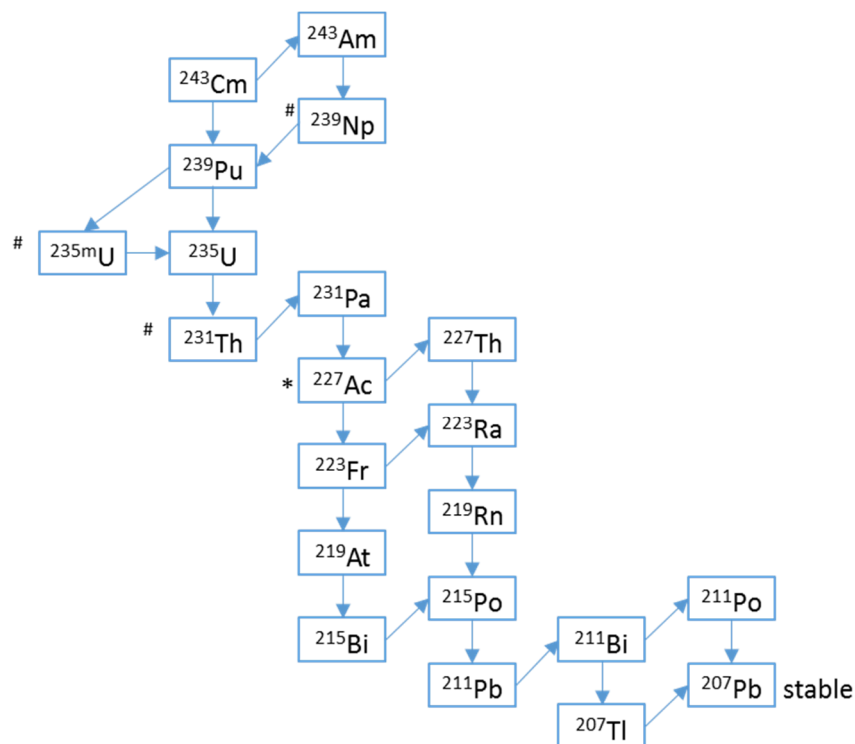 ²⁴³Am
²⁴³Cm
# ²³⁹Np
²³⁹Pu
# ²³⁵ᵐU ²³⁵U
²³¹Pa
# ²³¹Th ²²⁷Th
* ²²⁷Ac
²²³Ra
²²³Fr
²¹⁹Rn
²¹⁹At
²¹⁵Po ²¹¹Po
²¹⁵Bi ²¹¹Bi
²¹¹Pb ²⁰⁷Pb stable
²⁰⁷Tl